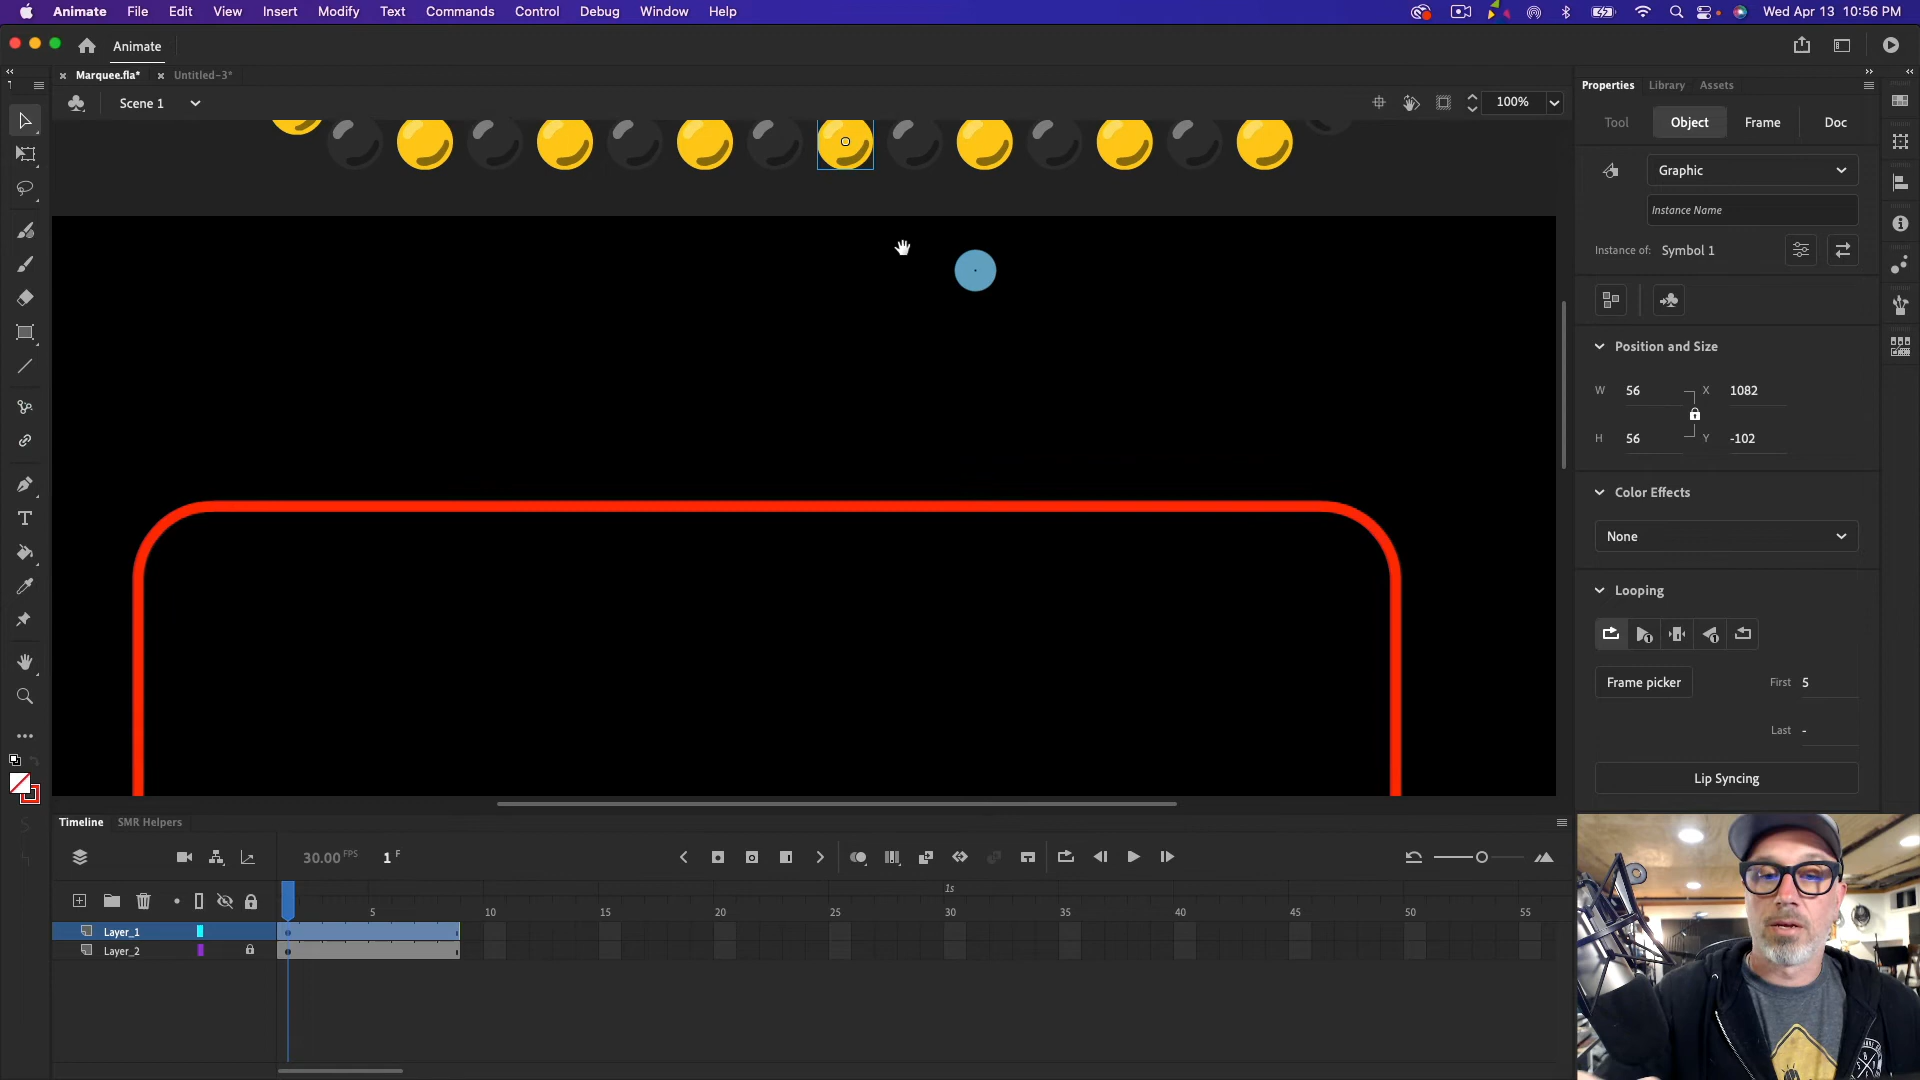 Animate File Edit View Insert Modify Text Commands Control Debug Window Help
Wed Apr 13 10:56 PM
Animate
Marquee.fla*
Untitled-3*
Scene 1
100%
Properties Library Assets
Tool Object Frame Doc
Graphic
Instance Name
Instance of: Symbol 1
Position and Size
W 56 X 1082
H 56 Y -102
Color Effects
None
Looping
Frame picker
First 5
Last -
Lip Syncing
Timeline SMR Helpers
30.00 FPS 1 F
1s
5 10 15 20 25 30 35 40 45 50 55
Layer_1
Layer_2